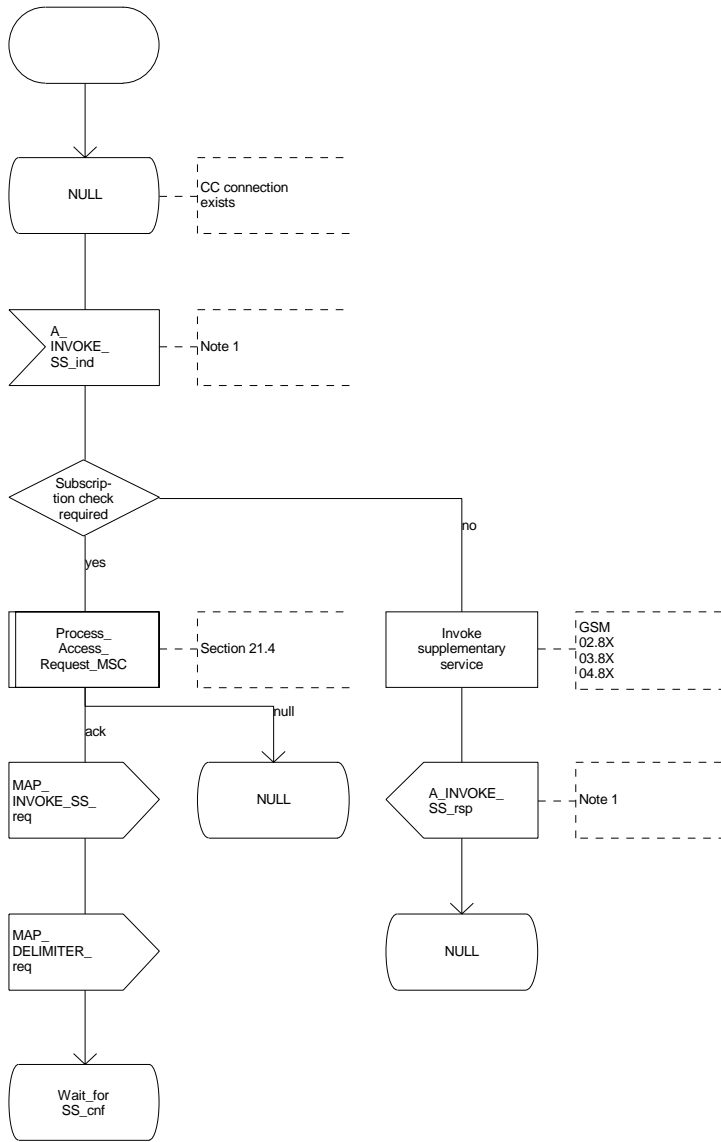 NULL
CC connection
exists
A_
INVOKE_
SS_ind
Note 1
Subscrip-
tion check
required
no
yes
Process_
Access_
Request_MSC
Section 21.4
Invoke
supplementary
service
GSM
02.8X
03.8X
04.8X
null
ack
MAP_
INVOKE_SS_
req
NULL
A_INVOKE_
SS_rsp
Note 1
MAP_
DELIMITER_
req
NULL
Wait_for
SS_cnf